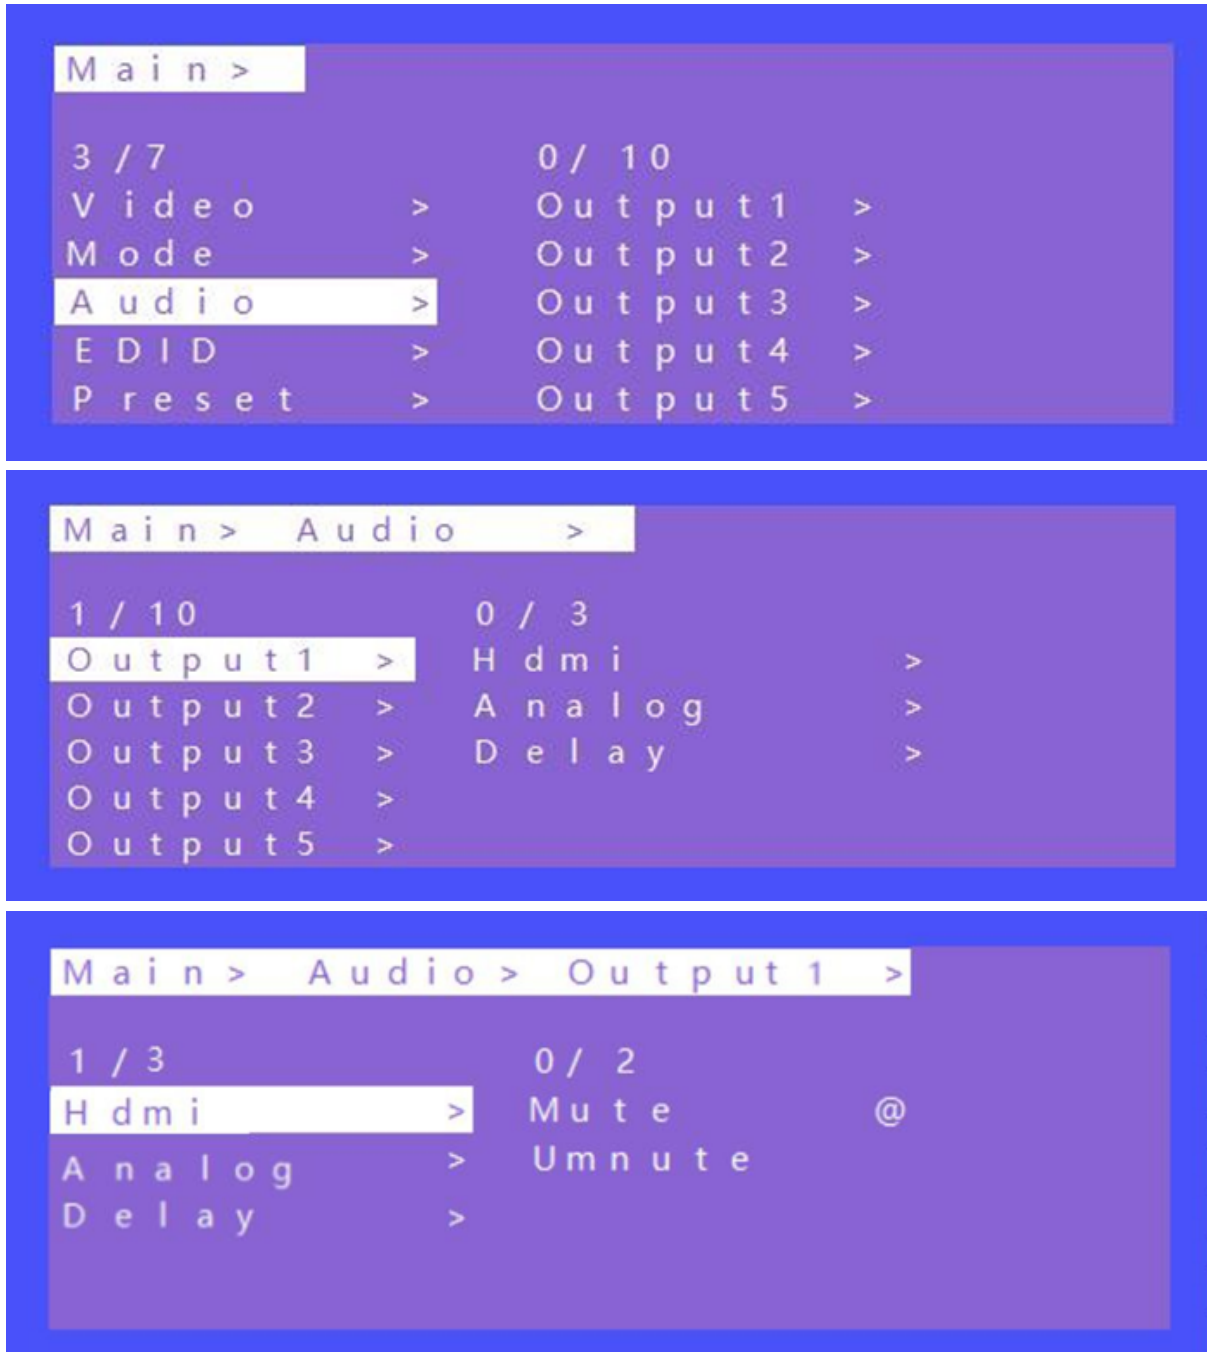 Main>
3/7 0/ 10
Video > Output1 >
Mode > Output2 >
Audio > Output3 >
EDID > Output4 >
Preset > Output5 >
Main> Audio >
1/10 0/ 3
Output1 > Hdmi >
Output2 > Analog >
Output3 > Delay >
Output4 >
Output5 >
Main> Audio> Output1 >
1/3 0/ 2
Hdmi > Mute @
Analog > Umnute
Delay >